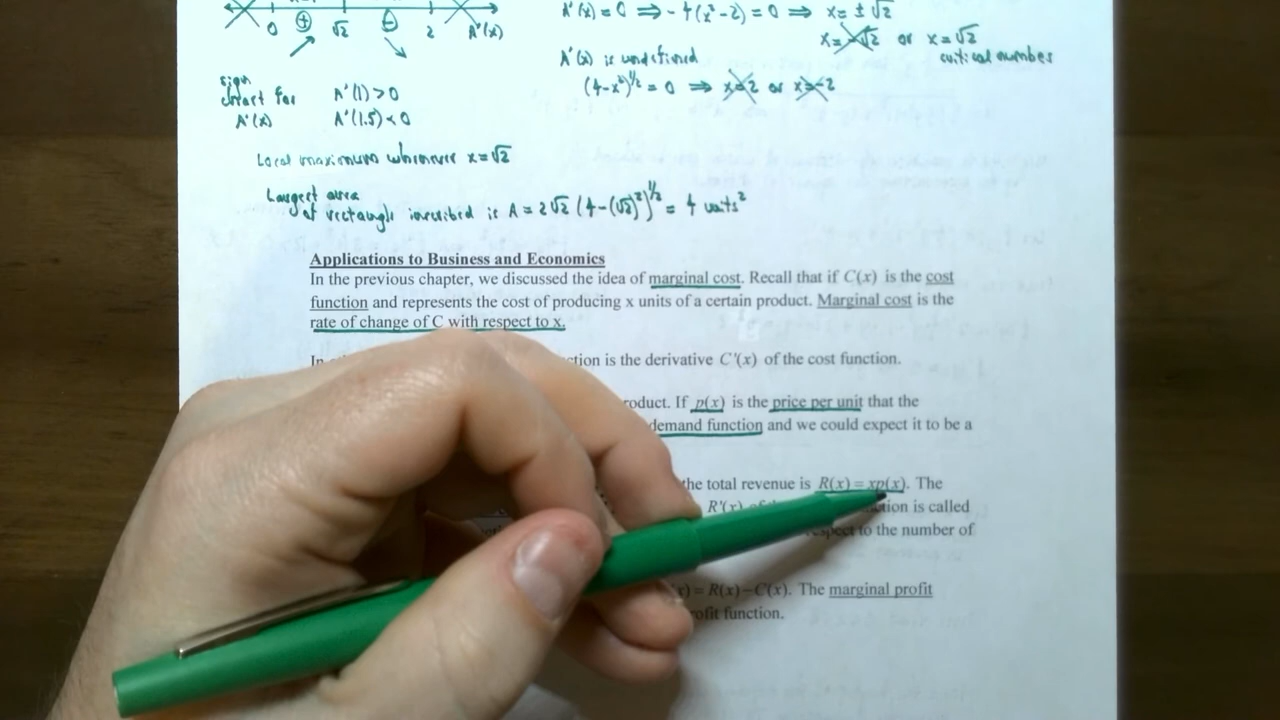 A'(x)=0 ⟹ -4(x²-2)=0 ⟹ x=±√2
0 ⊕ √2 ⊖ 2 A'(x)
x=-√2 or x=√2
critical number
A'(x) is undefined
(4-x²)^{1/2}=0 ⟹ x=2 or x=-2
sign
chart for A'(1)>0
A'(x) A'(1.5)<0
Local maximum whenever x=√2
Largest area
of rectangle inscribed is A=2√2(4-(√2)²)^{1/2}=4 units²
Applications to Business and Economics
In the previous chapter, we discussed the idea of marginal cost. Recall that if C(x) is the cost
function and represents the cost of producing x units of a certain product. Marginal cost is the
rate of change of C with respect to x.
is the derivative C'(x) of the cost function.
If p(x) is the price per unit that the
demand function and we could expect it to be a
the total revenue is R(x)=xp(x). The
R'(x) is called
to the number of
= R(x)-C(x). The marginal profit
function.